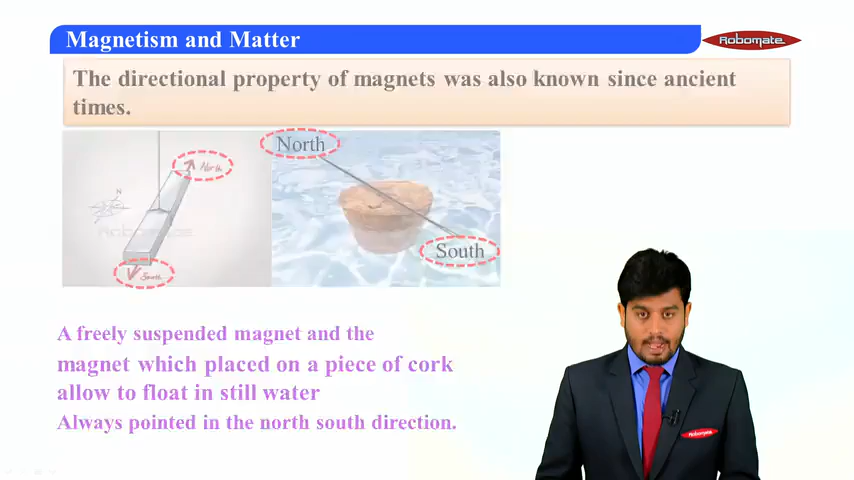 Magnetism and Matter
Robomate
The directional property of magnets was also known since ancient
times.
North
N
Robomate
South
North
South
A freely suspended magnet and the
magnet which placed on a piece of cork
allow to float in still water
Always pointed in the north south direction.
Robomate